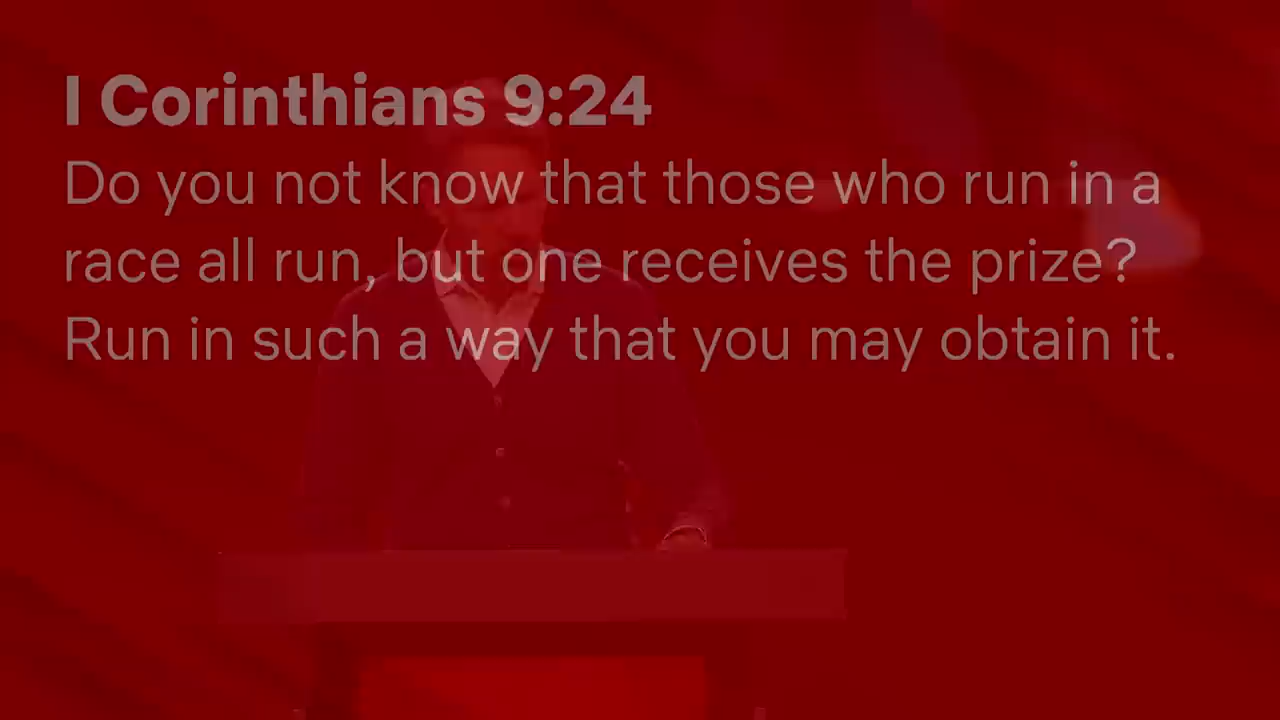 I Corinthians 9:24
Do you not know that those who run in a
race all run, but one receives the prize?
Run in such a way that you may obtain it.